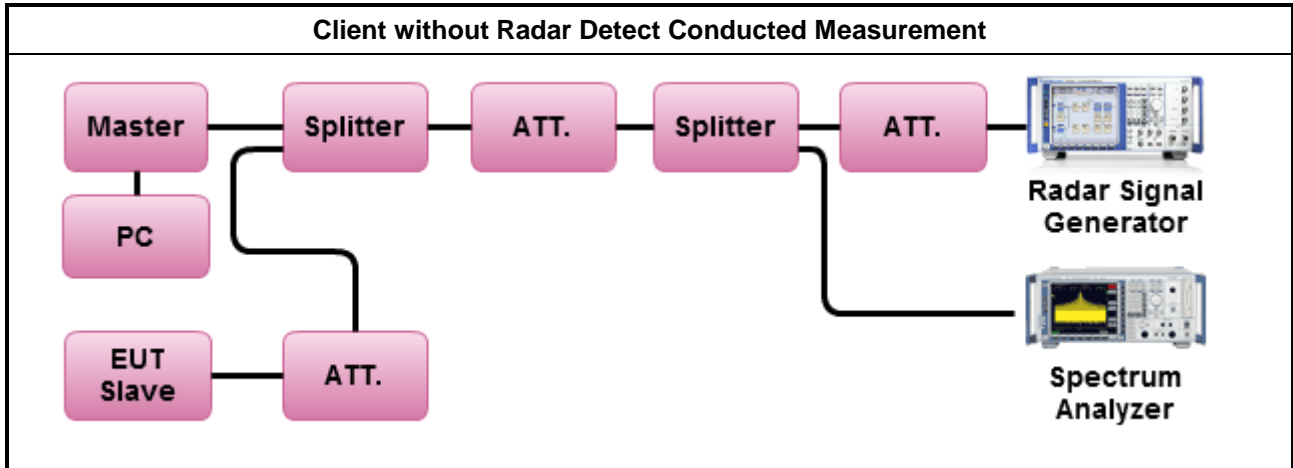 Client without Radar Detect Conducted Measurement
Master
Splitter
ATT.
Splitter
ATT.
Radar Signal
Generator
PC
EUT
Slave
ATT.
Spectrum
Analyzer